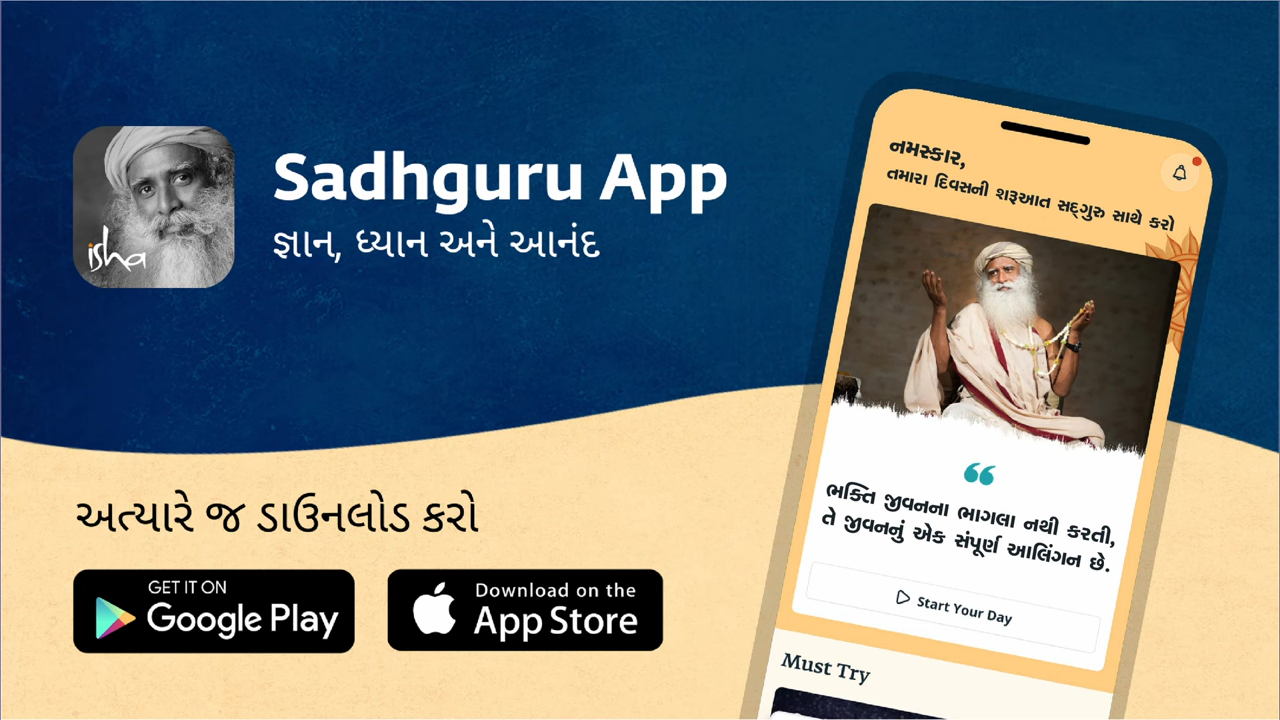 isha
Sadhguru App
જ્ઞાન, ધ્યાન અને આનંદ
અત્યારે જ ડાઉનલોડ કરો
GET IT ON
Google Play
Download on the
App Store
નમસ્કાર,
તમારા દિવસની શરૂઆત સદ્‌ગુરુ સાથે કરો
“
ભક્તિ જીવનના ભાગલા નથી કરતી,
તે જીવનનું એક સંપૂર્ણ આલિંગન છે.
Start Your Day
Must Try